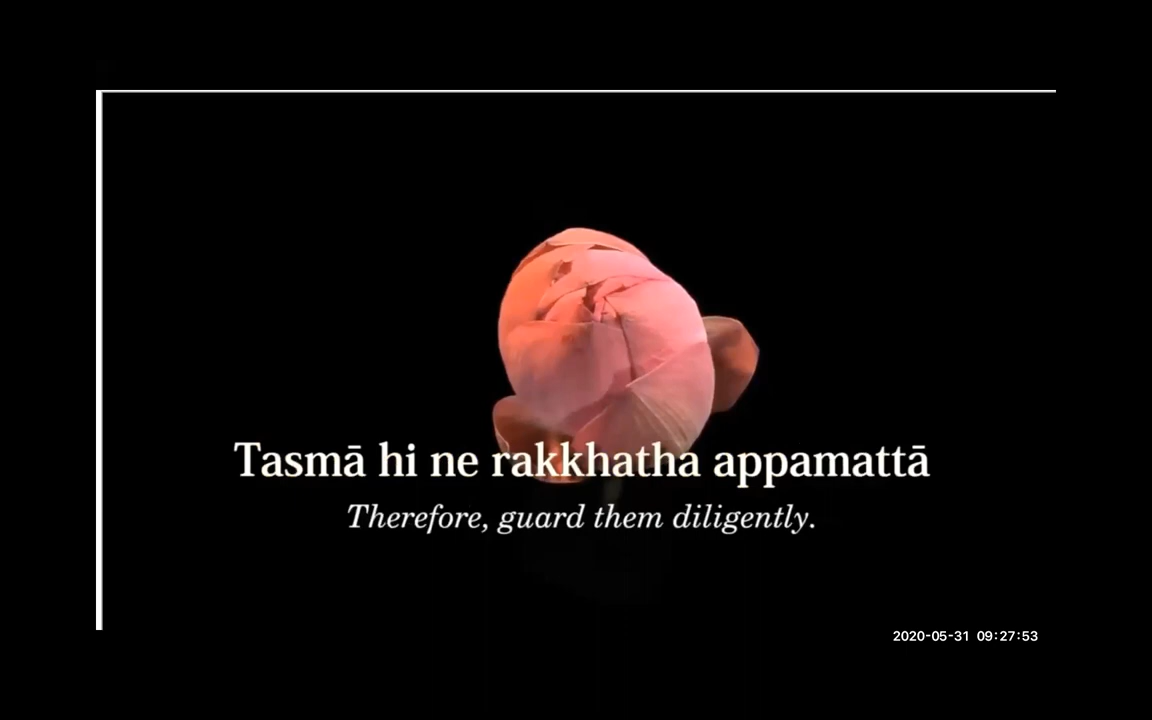 Tasmā hi ne rakkhatha appamattā
Therefore, guard them diligently.
2020-05-31 09:27:53